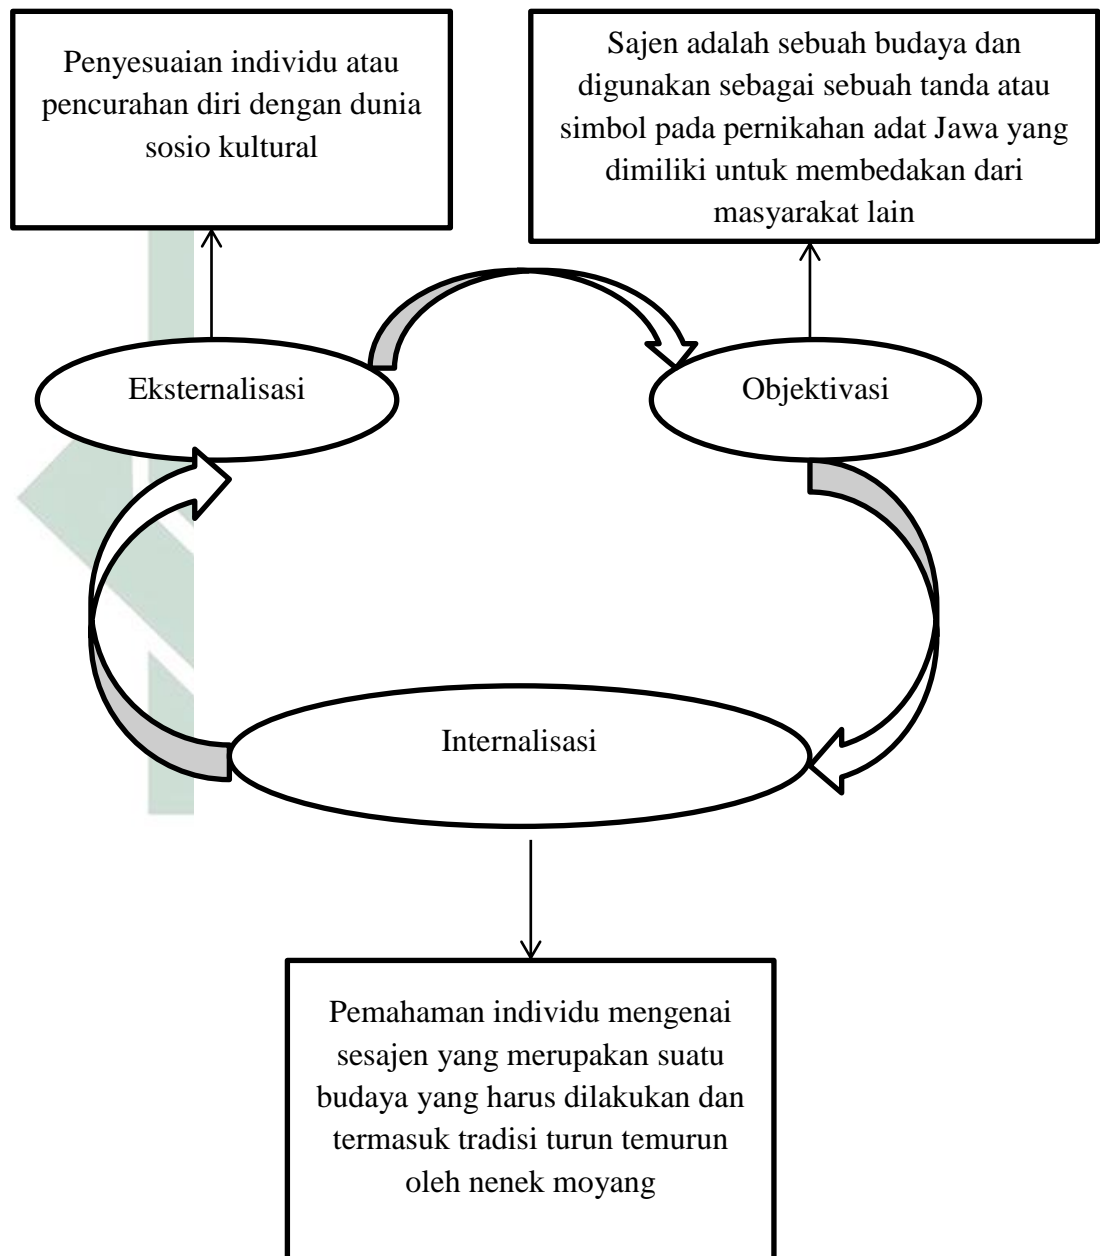 Penyesuaian individu atau
pencurahan diri dengan dunia
sosio kultural
Sajen adalah sebuah budaya dan
digunakan sebagai sebuah tanda atau
simbol pada pernikahan adat Jawa yang
dimiliki untuk membedakan dari
masyarakat lain
Eksternalisasi
Objektivasi
Internalisasi
Pemahaman individu mengenai
sesajen yang merupakan suatu
budaya yang harus dilakukan dan
termasuk tradisi turun temurun
oleh nenek moyang